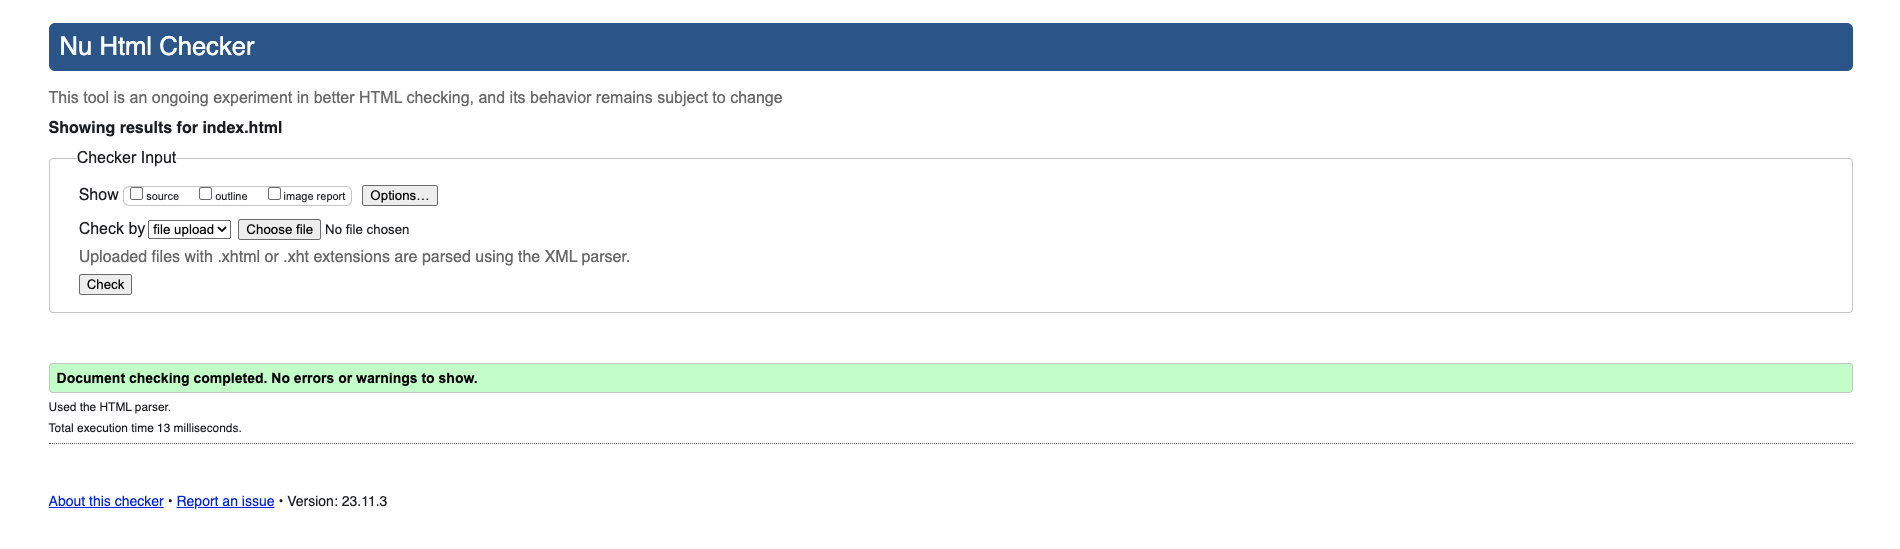 Nu Html Checker
This tool is an ongoing experiment in better HTML checking, and its behavior remains subject to change
Showing results for index.html
Checker Input
Show source outline image report Options…
Check by file upload Choose file No file chosen
Uploaded files with .xhtml or .xht extensions are parsed using the XML parser.
Check
Document checking completed. No errors or warnings to show.
Used the HTML parser.
Total execution time 13 milliseconds.
About this checker • Report an issue • Version: 23.11.3